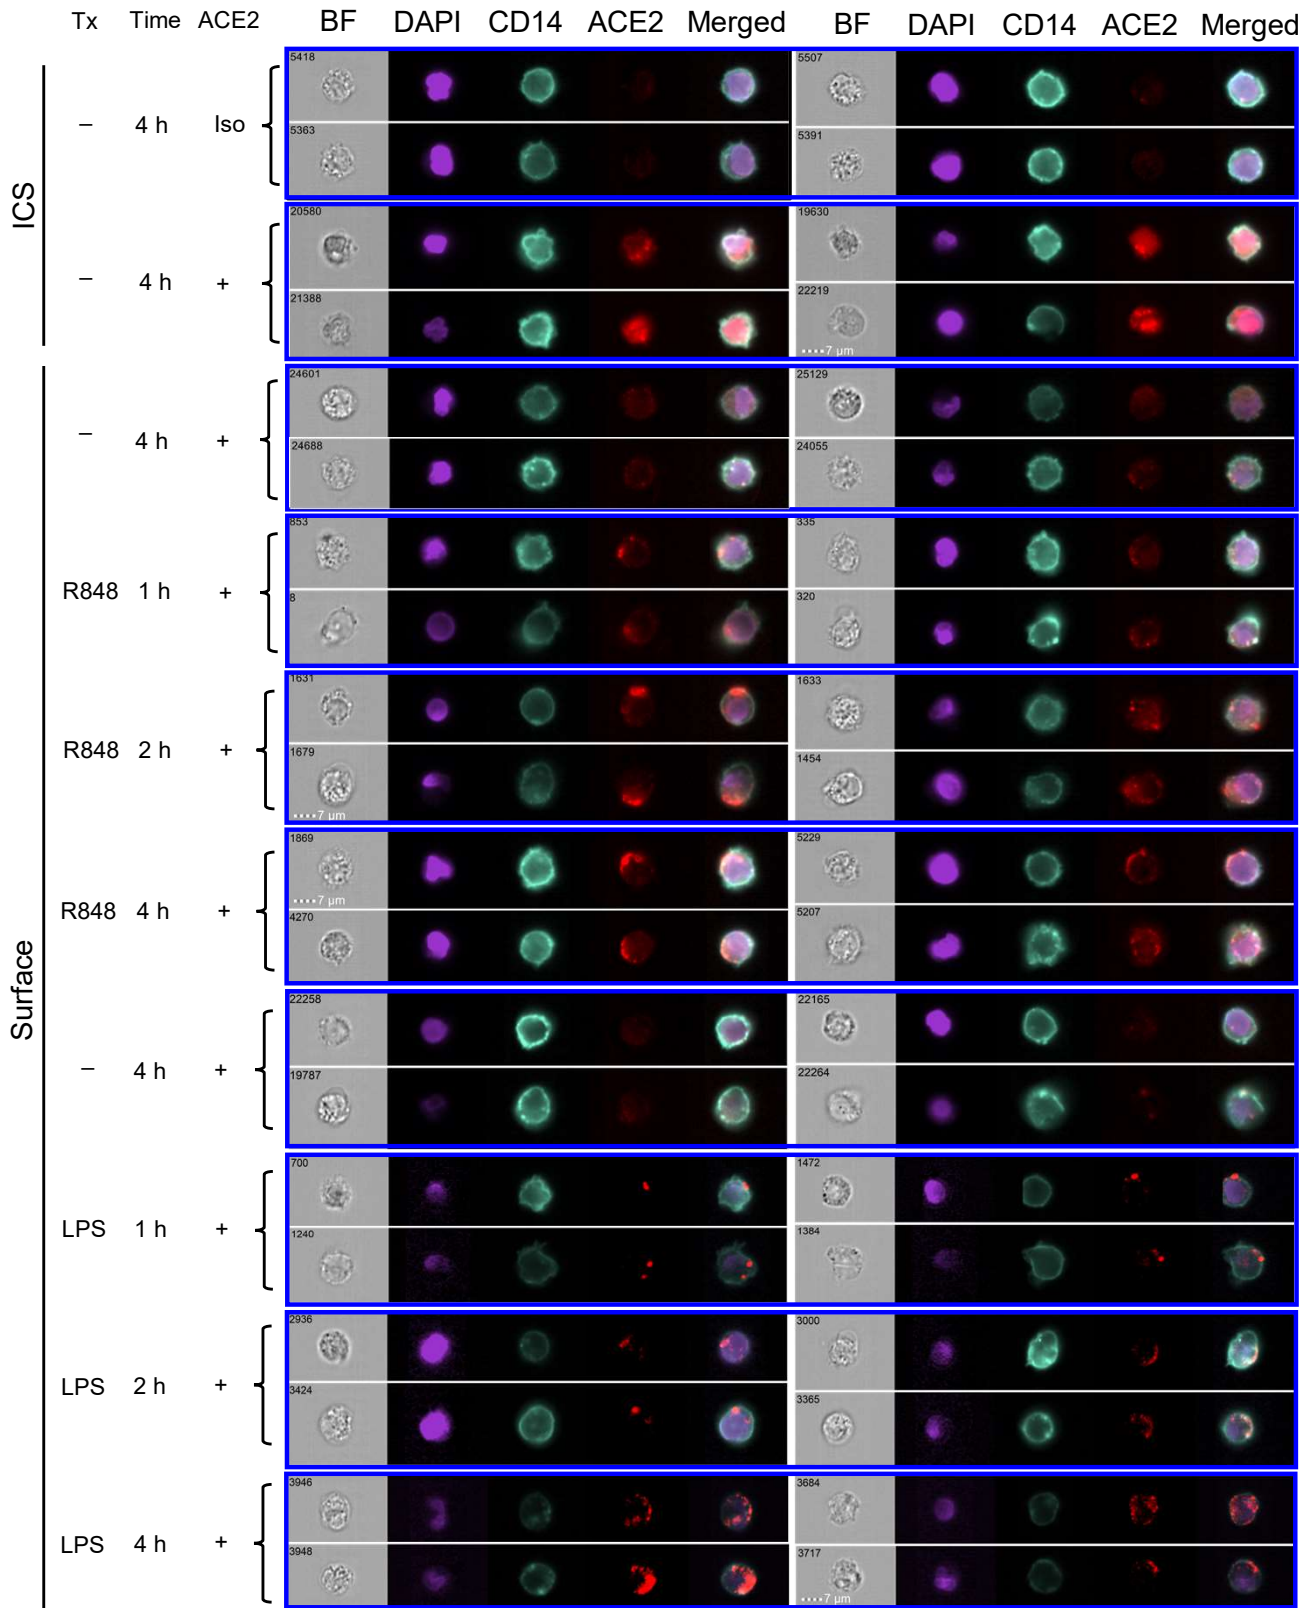 Tx Time ACE2 BF DAPI CD14 ACE2 Merged BF DAPI CD14 ACE2 Merged
ICS
– 4 h Iso
5418 5507
5363 5391
– 4 h +
20580 19630
21388 22219
7 µm
Surface
– 4 h +
24601 25129
24688 24055
R848 1 h +
853 335
8 320
R848 2 h +
1631 1633
1679 1454
7 µm
R848 4 h +
1869 5229
7 µm
4270 5207
– 4 h +
22258 22165
19787 22264
LPS 1 h +
700 1472
1240 1384
LPS 2 h +
2936 3000
3424 3365
LPS 4 h +
3946 3684
3948 3717
7 µm